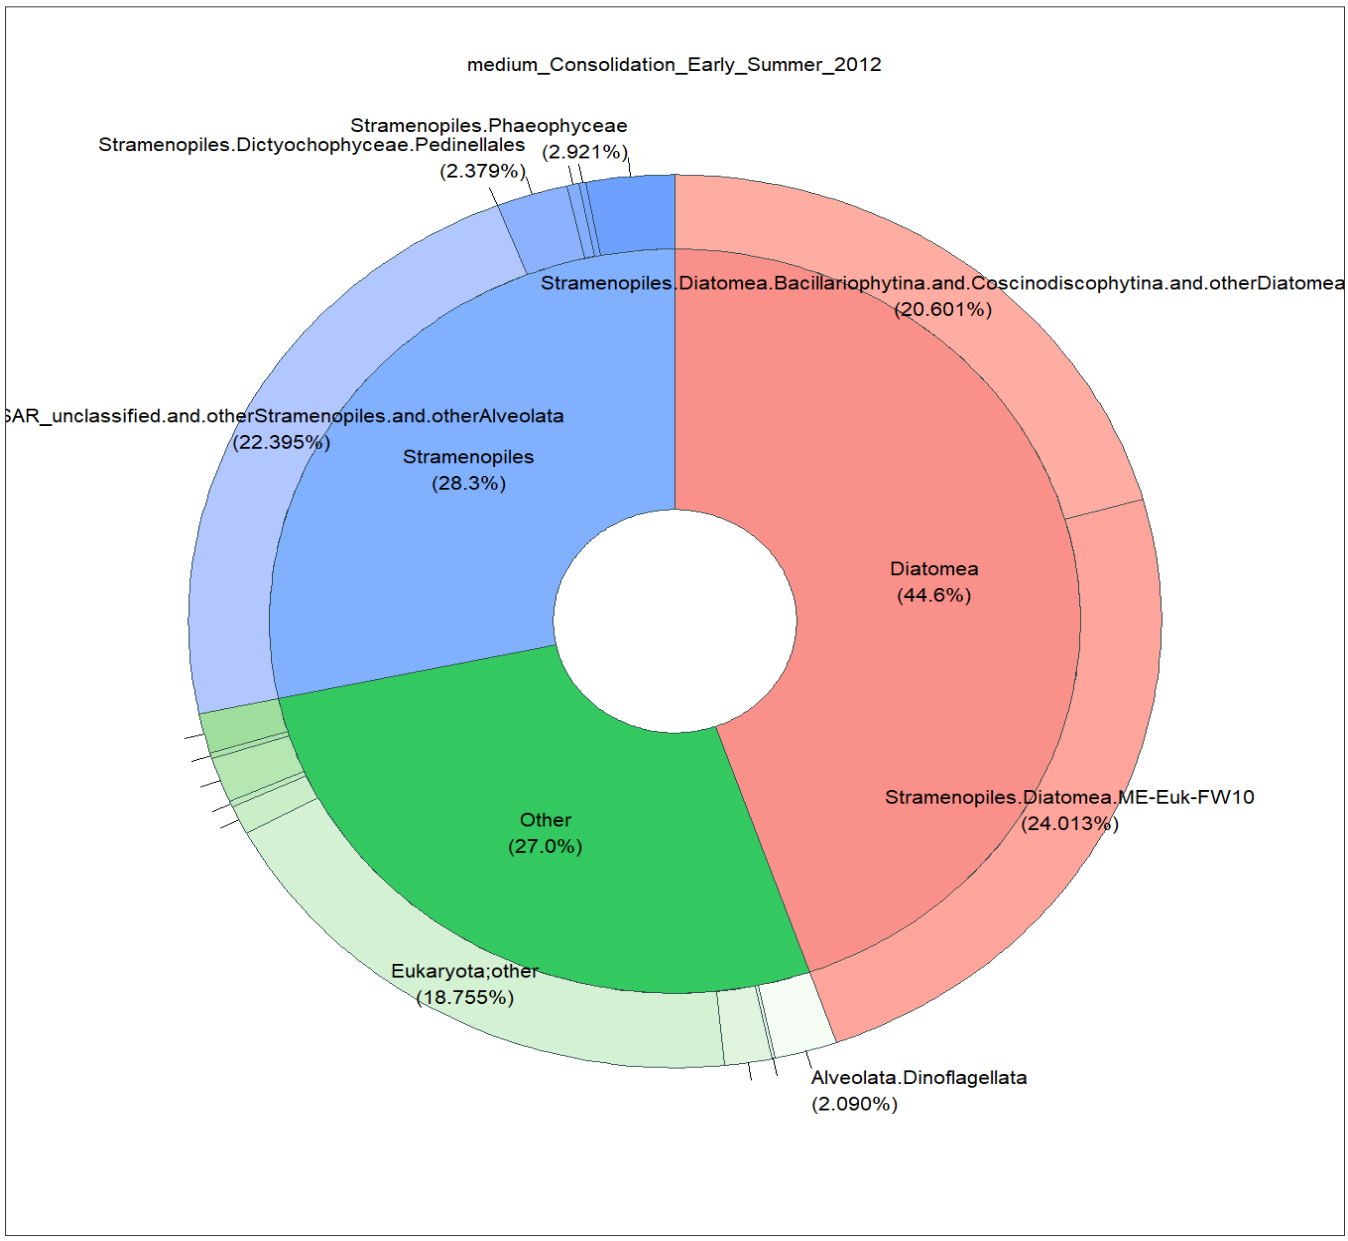 medium_Consolidation_Early_Summer_2012
Stramenopiles.Phaeophyceae
(2.921%)
Stramenopiles.Dictyochophyceae.Pedinellales
(2.379%)
Stramenopiles.Diatomea.Bacillariophytina.and.Coscinodiscophytina.and.otherDiatomea
(20.601%)
SAR_unclassified.and.otherStramenopiles.and.otherAlveolata
(22.395%)
Stramenopiles
(28.3%)
Diatomea
(44.6%)
Stramenopiles.Diatomea.ME-Euk-FW10
(24.013%)
Other
(27.0%)
Eukaryota;other
(18.755%)
Alveolata.Dinoflagellata
(2.090%)